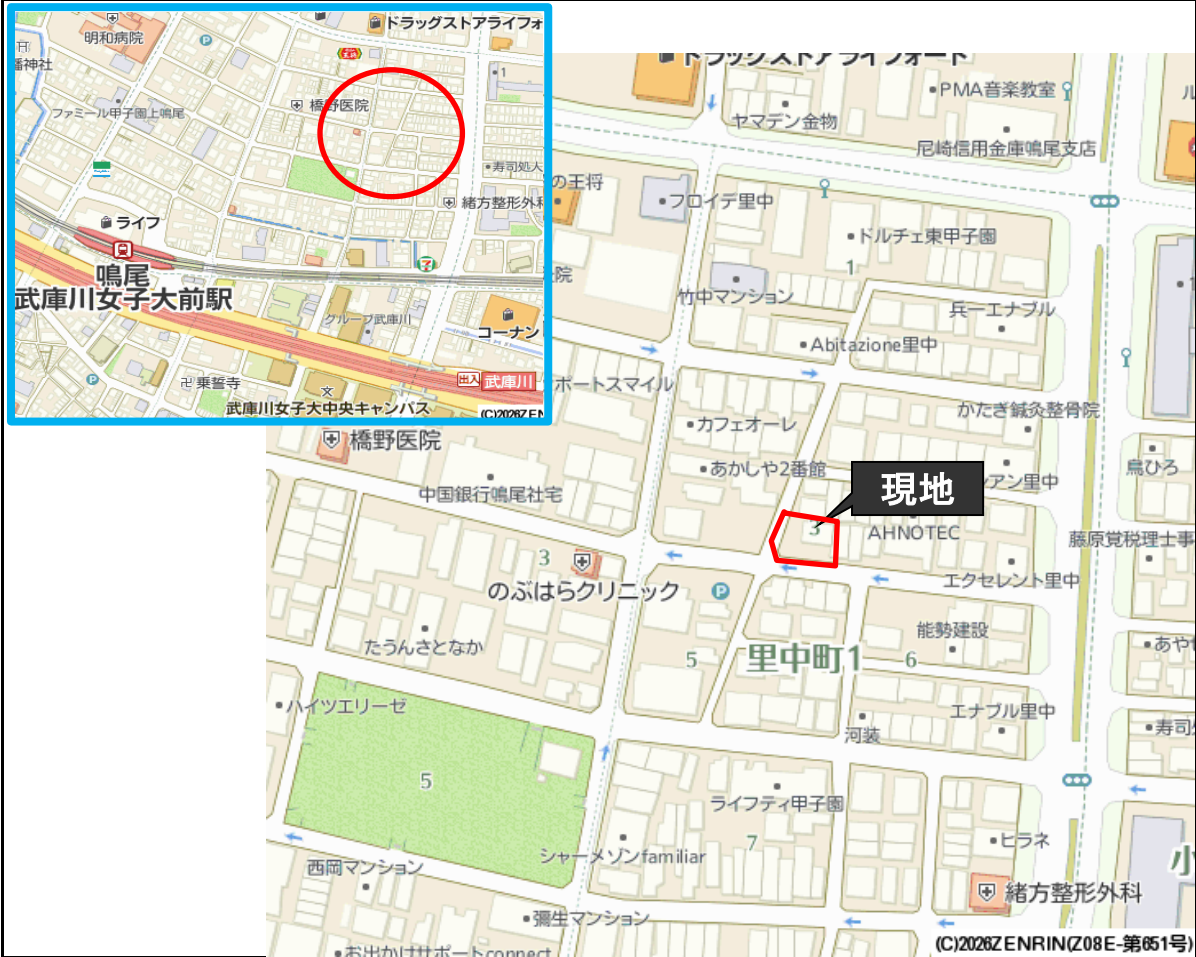 ドラッグストアライフォ
明和病院
幡神社
ファミール甲子園上鳴尾
橋野医院
1
寿司処人
緒方整形外科
ライフ
鳴尾
武庫川女子大前駅
グループ武庫川
コーナン
乗誓寺
出入 武庫川
武庫川女子大中央キャンパス
(C)2026ZEN
ドラッグストアライフォート
PMA音楽教室
ヤマデン金物
尼崎信用金庫鳴尾支店
の王将
フロイデ里中
ドルチェ東甲子園
1
竹中マンション
兵一エナブル
Abitazione里中
ポートスマイル
かたぎ鍼灸整骨院
カフェオーレ
橋野医院
あかしや2番館
アン里中
鳥ひろ
現地
中国銀行鳴尾社宅
3
AHNOTEC
藤原覚税理士事
3
のぶはらクリニック
P
エクセレント里中
能勢建設
たうんさとなか
里中町1
5
6
あや
ハイツエリーゼ
エナブル里中
寿司
河装
5
ライフティ甲子園
7
ヒラネ
シャーメゾンfamiliar
西岡マンション
小
緒方整形外科
彌生マンション
お出かけサポートconnect
(C)2026ZENRIN(Z08E-第651号)